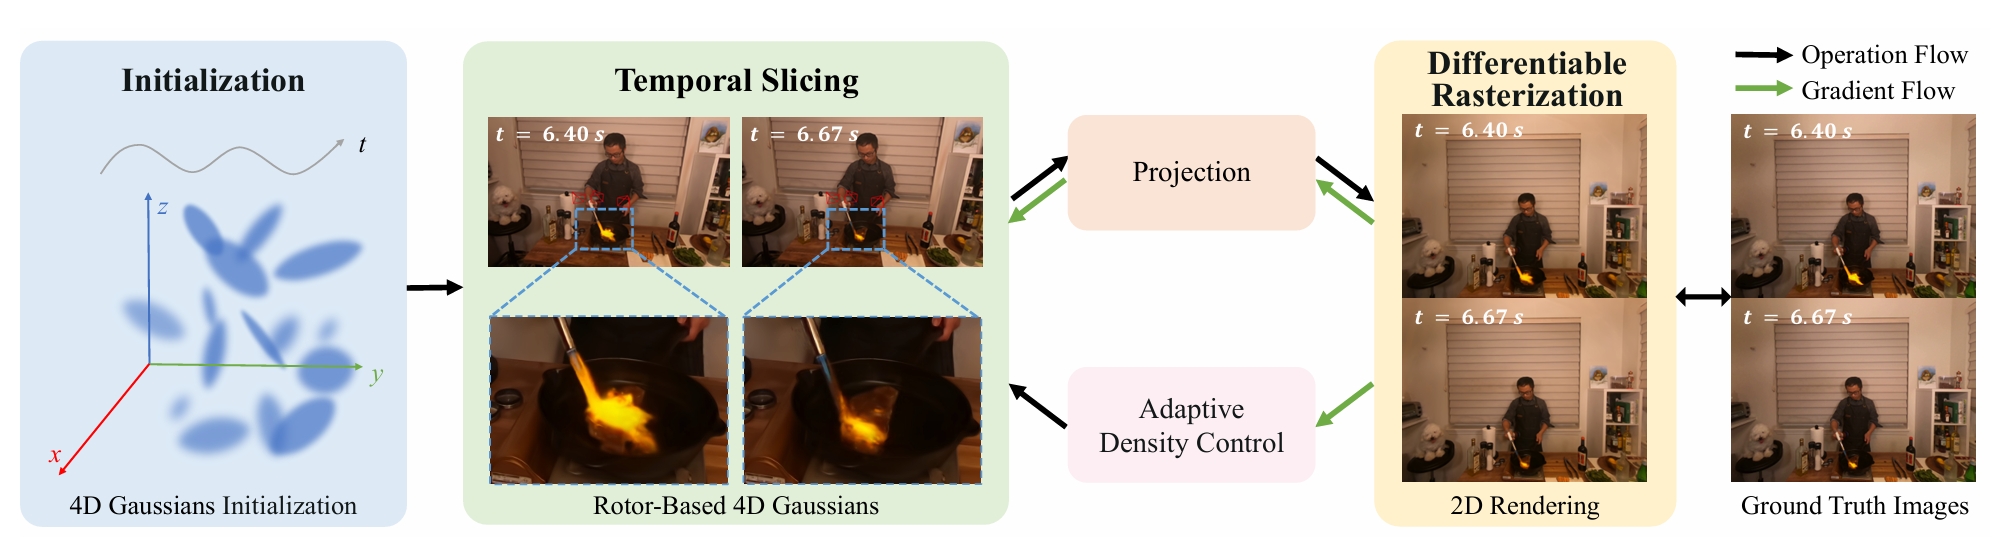 Initialization
t
z
y
x
4D Gaussians Initialization
Temporal Slicing
t = 6.40 s
t = 6.67 s
Rotor-Based 4D Gaussians
Projection
Adaptive
Density Control
Differentiable
Rasterization
t = 6.40 s
t = 6.67 s
2D Rendering
Operation Flow
Gradient Flow
t = 6.40 s
t = 6.67 s
Ground Truth Images